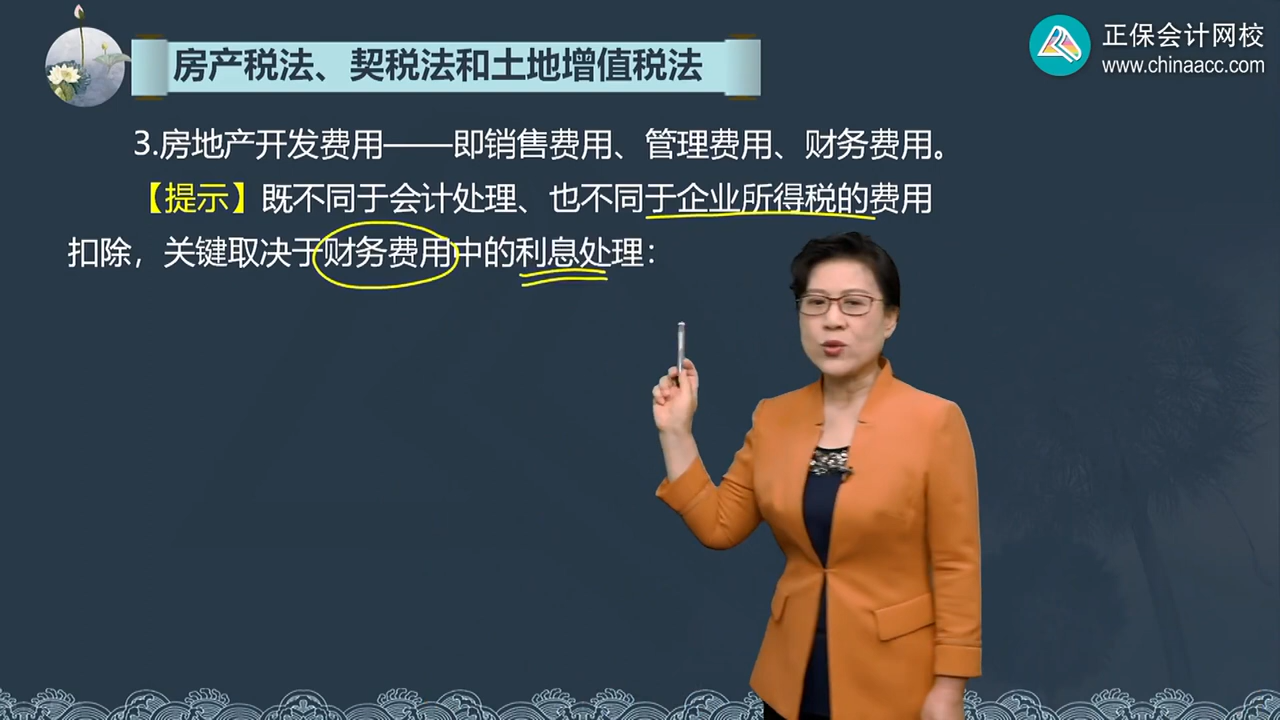 房产税法、契税法和土地增值税法
正保会计网校
www.chinaacc.com
3.房地产开发费用——即销售费用、管理费用、财务费用。
【提示】既不同于会计处理、也不同于企业所得税的费用
扣除，关键取决于财务费用中的利息处理：